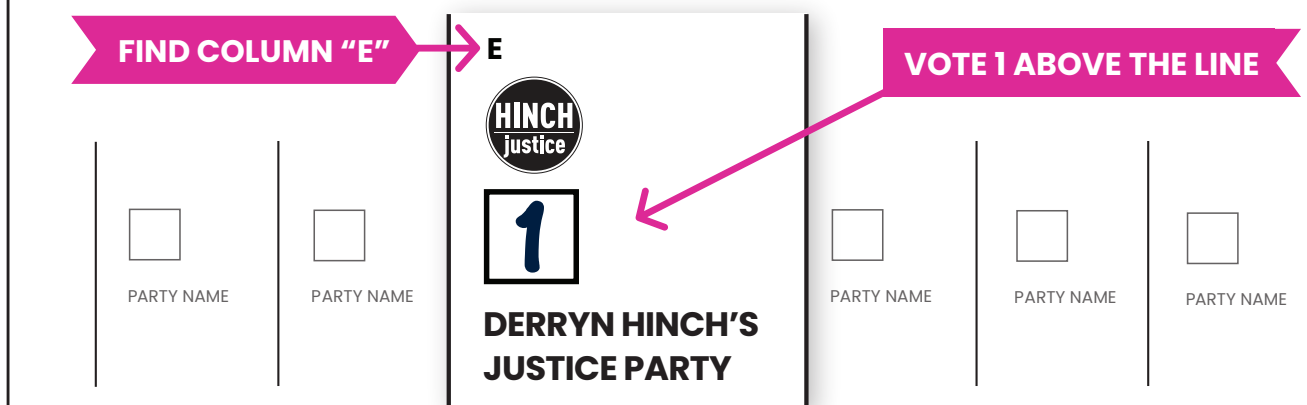 FIND COLUMN “E”
E
VOTE 1 ABOVE THE LINE
HINCH
justice
1
PARTY NAME
PARTY NAME
PARTY NAME
PARTY NAME
PARTY NAME
DERRYN HINCH’S
JUSTICE PARTY